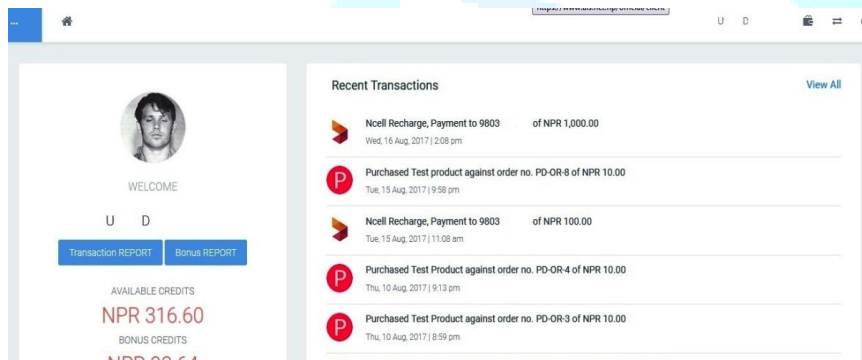 ...
U D
WELCOME
U D
Transaction REPORT Bonus REPORT
AVAILABLE CREDITS
NPR 316.60
BONUS CREDITS
Recent Transactions View All
Ncell Recharge, Payment to 9803 of NPR 1,000.00
Wed, 16 Aug, 2017 | 2:08 pm
P
Purchased Test product against order no. PD-OR-8 of NPR 10.00
Tue, 15 Aug, 2017 | 9:58 pm
Ncell Recharge, Payment to 9803 of NPR 100.00
Tue, 15 Aug, 2017 | 11:08 am
P
Purchased Test Product against order no. PD-OR-4 of NPR 10.00
Thu, 10 Aug, 2017 | 9:13 pm
P
Purchased Test Product against order no. PD-OR-3 of NPR 10.00
Thu, 10 Aug, 2017 | 8:59 pm